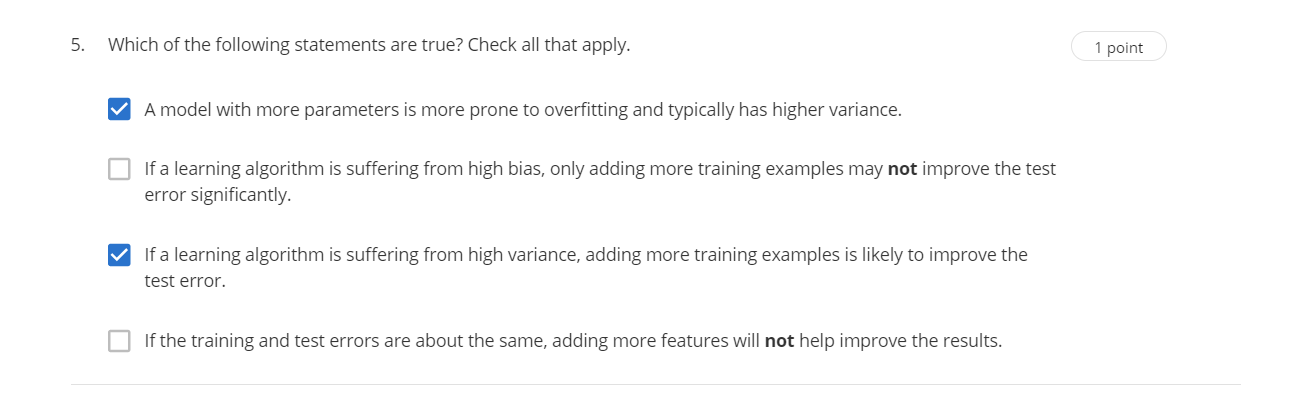 5. Which of the following statements are true? Check all that apply.
1 point
A model with more parameters is more prone to overfitting and typically has higher variance.
If a learning algorithm is suffering from high bias, only adding more training examples may not improve the test
error significantly.
If a learning algorithm is suffering from high variance, adding more training examples is likely to improve the
test error.
If the training and test errors are about the same, adding more features will not help improve the results.